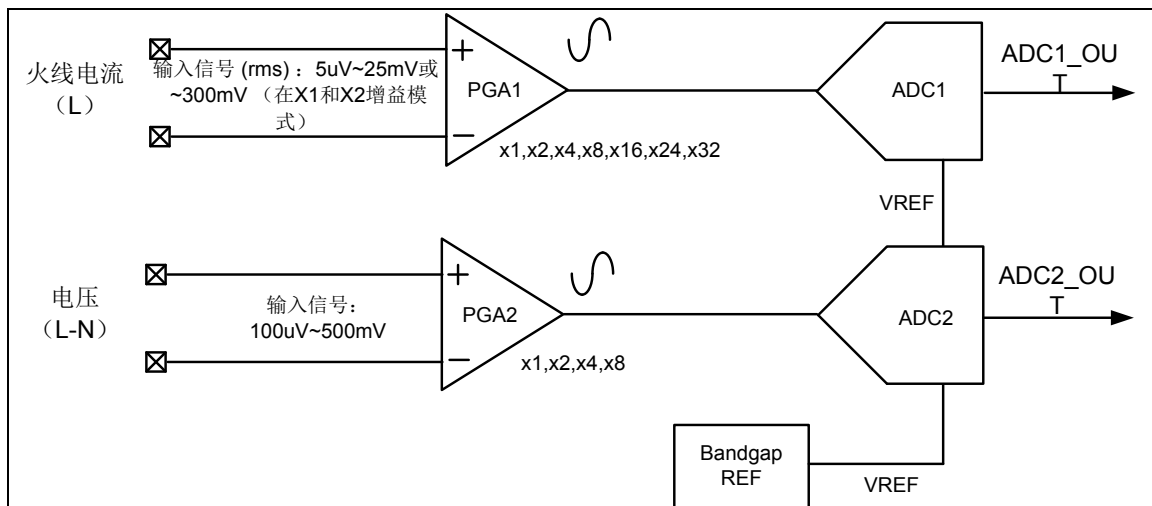 火线电流
（L）
输入信号 (rms)： 5uV~25mV或
~300mV （在X1和X2增益模
式）
+
−
PGA1
x1,x2,x4,x8,x16,x24,x32
ADC1
ADC1_OU
T
VREF
电压
（L-N）
输入信号：
100uV~500mV
+
−
PGA2
x1,x2,x4,x8
ADC2
ADC2_OU
T
Bandgap
REF
VREF